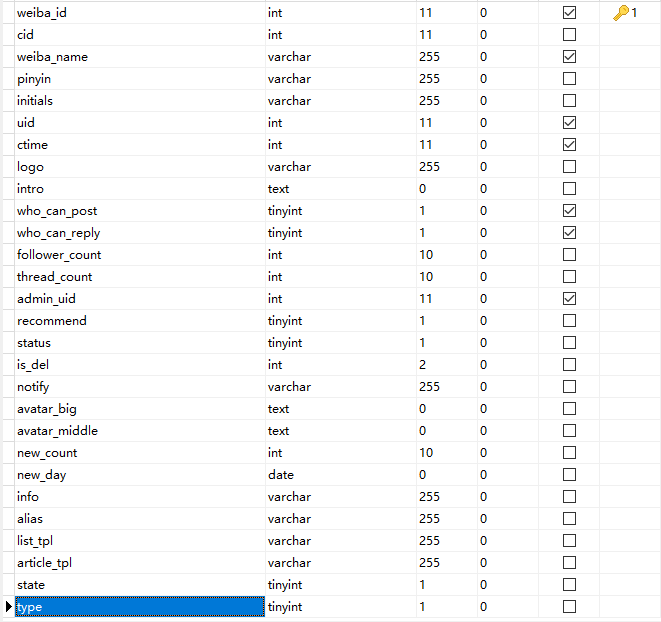 weiba_id int 11 0 1
cid int 11 0
weiba_name varchar 255 0
pinyin varchar 255 0
initials varchar 255 0
uid int 11 0
ctime int 11 0
logo varchar 255 0
intro text 0 0
who_can_post tinyint 1 0
who_can_reply tinyint 1 0
follower_count int 10 0
thread_count int 10 0
admin_uid int 11 0
recommend tinyint 1 0
status tinyint 1 0
is_del int 2 0
notify varchar 255 0
avatar_big text 0 0
avatar_middle text 0 0
new_count int 10 0
new_day date 0 0
info varchar 255 0
alias varchar 255 0
list_tpl varchar 255 0
article_tpl varchar 255 0
state tinyint 1 0
type tinyint 1 0